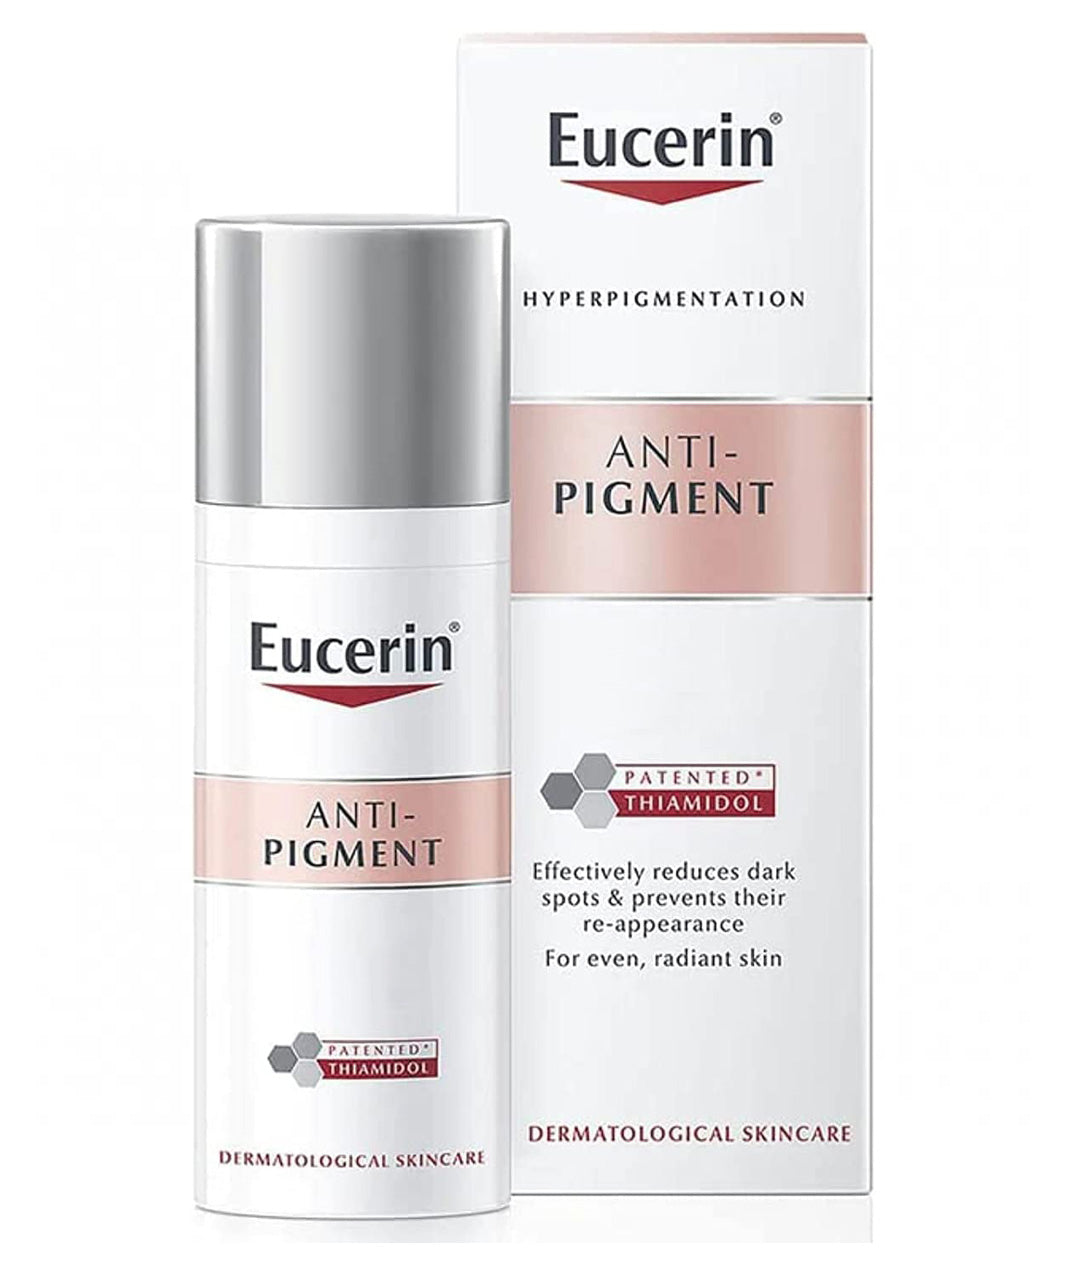 Eucerin®
HYPERPIGMENTATION
ANTI-
PIGMENT
PATENTED*
THIAMIDOL
Effectively reduces dark
spots & prevents their
re-appearance
For even, radiant skin
DERMATOLOGICAL SKINCARE
Eucerin®
ANTI-
PIGMENT
PATENTED*
THIAMIDOL
DERMATOLOGICAL SKINCARE